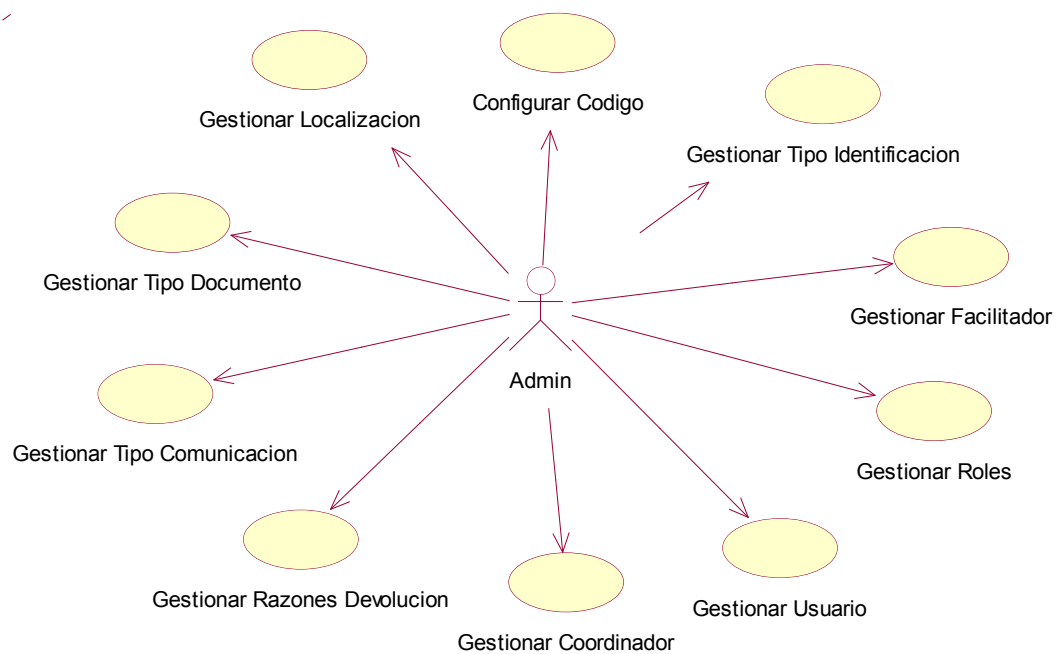 Configurar Codigo
Gestionar Localizacion
Gestionar Tipo Identificacion
Gestionar Tipo Documento
Gestionar Facilitador
Admin
Gestionar Tipo Comunicacion
Gestionar Roles
Gestionar Razones Devolucion
Gestionar Usuario
Gestionar Coordinador